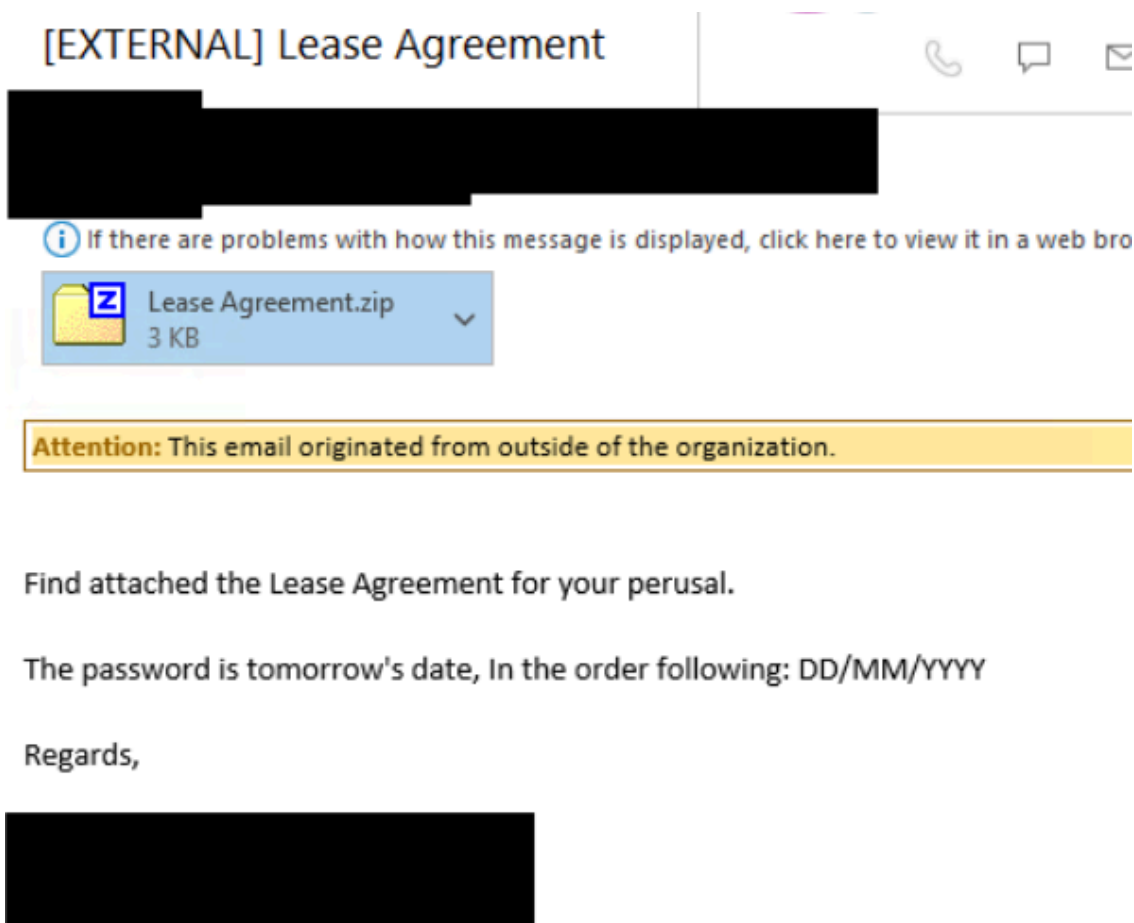 [EXTERNAL] Lease Agreement
If there are problems with how this message is displayed, click here to view it in a web bro
Z
Lease Agreement.zip
3 KB
Attention: This email originated from outside of the organization.
Find attached the Lease Agreement for your perusal.
The password is tomorrow's date, In the order following: DD/MM/YYYY
Regards,